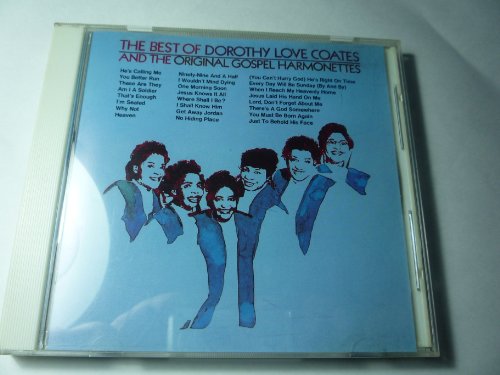 THE BEST OF DOROTHY LOVE COATES
AND THE ORIGINAL GOSPEL HARMONETTES
He's Calling Me
You Better Run
These Are They
Am I A Soldier
That's Enough
I'm Sealed
Why Not
Heaven
Ninety-Nine And A Half
I Wouldn't Mind Dying
One Morning Soon
Jesus Knows It All
Where Shall I Be?
I Shall Know Him
Get Away Jordan
No Hiding Place
(You Can't Hurry God) He's Right On Time
Every Day Will Be Sunday (By And By)
When I Reach My Heavenly Home
Jesus Laid His Hand On Me
Lord, Don't Forget About Me
There's A God Somewhere
You Must Be Born Again
Just To Behold His Face